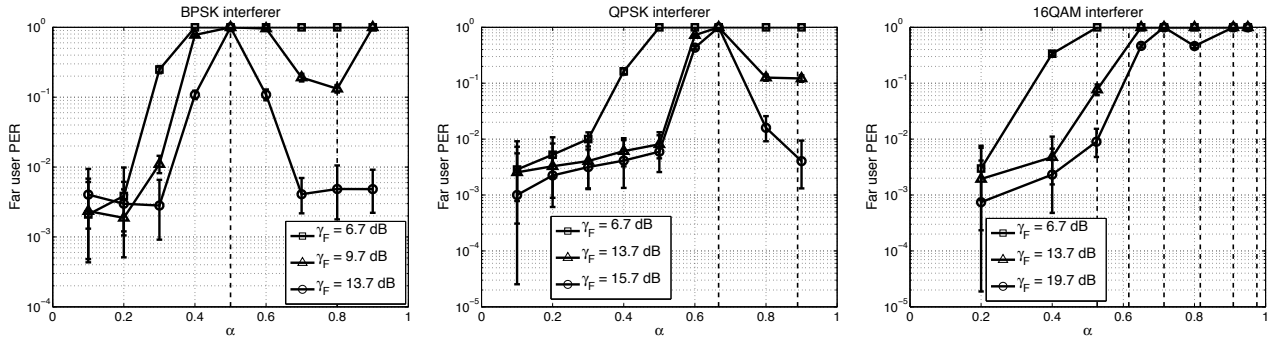 BPSK interferer
10^0
10^-1
10^-2
10^-3
10^-4
Far user PER
0 0.2 0.4 0.6 0.8 1
α
γ_F = 6.7 dB
γ_F = 9.7 dB
γ_F = 13.7 dB
QPSK interferer
10^0
10^-1
10^-2
10^-3
10^-4
10^-5
Far user PER
0 0.2 0.4 0.6 0.8 1
α
γ_F = 6.7 dB
γ_F = 13.7 dB
γ_F = 15.7 dB
16QAM interferer
10^0
10^-1
10^-2
10^-3
10^-4
10^-5
Far user PER
0 0.2 0.4 0.6 0.8 1
α
γ_F = 6.7 dB
γ_F = 13.7 dB
γ_F = 19.7 dB